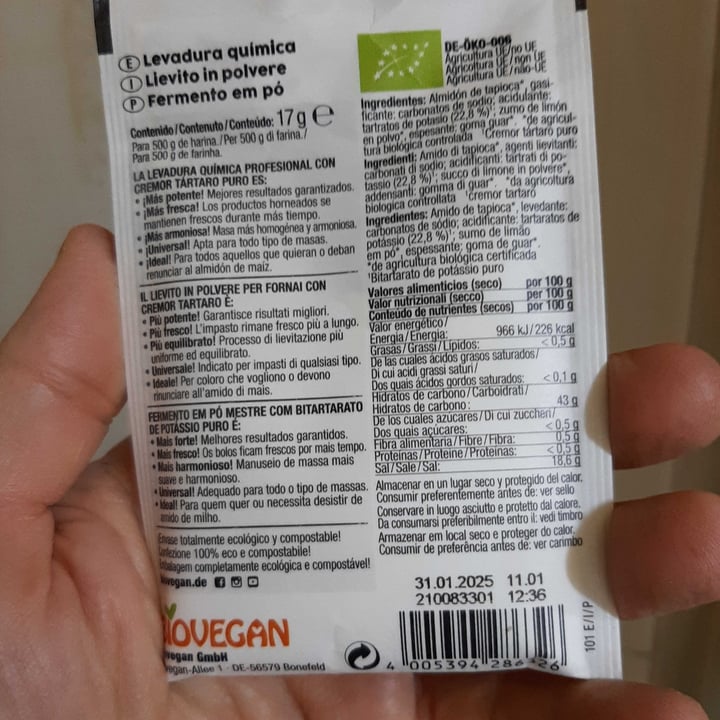 E Levadura química
I Lievito in polvere
P Fermento em pó
Contenido/Contenuto/Conteúdo: 17 g e
Para 500 g de harina./Per 500 g di farina./
Para 500 g de farinha.
LA LEVADURA QUÍMICA PROFESIONAL CON
CREMOR TÁRTARO PURO ES:
• ¡Más potente! Mejores resultados garantizados.
• ¡Más fresca! Los productos horneados se
mantienen frescos durante más tiempo.
• ¡Más armoniosa! Masa más homogénea y armoniosa.
• ¡Universal! Apta para todo tipo de masas.
• ¡Ideal! Para todos aquellos que quieran o deban
renunciar al almidón de maíz.
IL LIEVITO IN POLVERE PER FORNAI CON
CREMOR TARTARO È:
• Più potente! Garantisce risultati migliori.
• Più fresco! L'impasto rimane fresco più a lungo.
• Più equilibrato! Processo di lievitazione più
uniforme ed equilibrato.
• Universale! Indicato per impasti di qualsiasi tipo.
• Ideale! Per coloro che vogliono o devono
rinunciare all'amido di mais.
FERMENTO EM PÓ MESTRE COM BITARTARATO
DE POTÁSSIO PURO É:
• Mais forte! Melhores resultados garantidos.
• Mais fresco! Os bolos ficam frescos por mais tempo.
• Mais harmonioso! Manuseio de massa mais
suave e harmonioso.
• Universal! Adequado para todo o tipo de massas.
• Ideal! Para quem quer ou necessita desistir de
amido de milho.
Envase totalmente ecológico y compostable!
Confezione 100% eco e compostabile!
Embalagem completamente ecológica e compostável!
biovegan.de
BIOVEGAN
Biovegan GmbH
Biovegan-Allee 1 · DE-56579 Bonefeld
DE-ÖKO-006
Agricultura UE/no UE
Agricoltura UE/non UE
Agricultura UE/não-UE
Ingredientes: Almidón de tapioca*, gasi-
ficante: carbonatos de sodio; acidulante:
tartratos de potasio (22,8 %)¹; zumo de limón
en polvo*, espesante: goma guar*. *de agricul-
tura biológica controlada ¹Cremor tártaro puro
Ingredienti: Amido di tapioca*, agenti lievitanti:
carbonati di sodio; acidificanti: tartrati di po-
tassio (22,8 %)¹; succo di limone in polvere*,
addensanti: gomma di guar*. *da agricoltura
biologica controllata ¹cremor tartaro
Ingredientes: Amido de tapioca*, levedante:
carbonatos de sódio; acidificante: tartaratos de
potássio (22,8 %)¹; sumo de limão
em pó*, espessante; goma de guar*.
*de agricultura biológica certificada
¹Bitartarato de potássio puro
Valores alimenticios (seco) por 100 g
Valor nutrizionali (secco) per 100 g
Conteúdo de nutrientes (secos) por 100 g
Valor energético/
Energia/Energia: 966 kJ/226 kcal
Grasas/Grassi/Lípidos: <0,5 g
De las cuales ácidos grasos saturados/
Di cui acidi grassi saturi/
Dos quais ácidos gordos saturados: <0,1 g
Hidratos de carbono/Carboidrati/
Hidratos de carbono: 43 g
De los cuales azúcares/Di cui zuccheri/
Dos quais açúcares: <0,5 g
Fibra alimentaria/Fibre/Fibra: 0,5 g
Proteínas/Proteine/Proteínas: <0,5 g
Sal/Sale/Sal: 18,6 g
Almacenar en un lugar seco y protegido del calor.
Consumir preferentemente antes de: ver sello
Conservare in luogo asciutto e protetto dal calore.
Da consumarsi preferibilmente entro il: vedi timbro
Armazenar em local seco e proteger do calor.
Consumir de preferência antes de: ver carimbo
31.01.2025 11.01
210083301 12:36
101 E/I/P